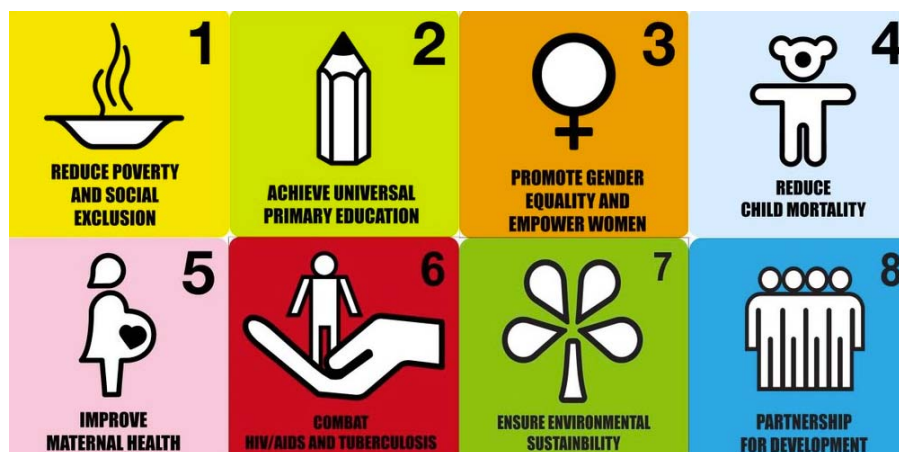 1
REDUCE POVERTY
AND SOCIAL
EXCLUSION
2
ACHIEVE UNIVERSAL
PRIMARY EDUCATION
3
PROMOTE GENDER
EQUALITY AND
EMPOWER WOMEN
4
REDUCE
CHILD MORTALITY
5
IMPROVE
MATERNAL HEALTH
6
COMBAT
HIV/AIDS AND TUBERCULOSIS
7
ENSURE ENVIRONMENTAL
SUSTAINBILITY
8
PARTNERSHIP
FOR DEVELOPMENT